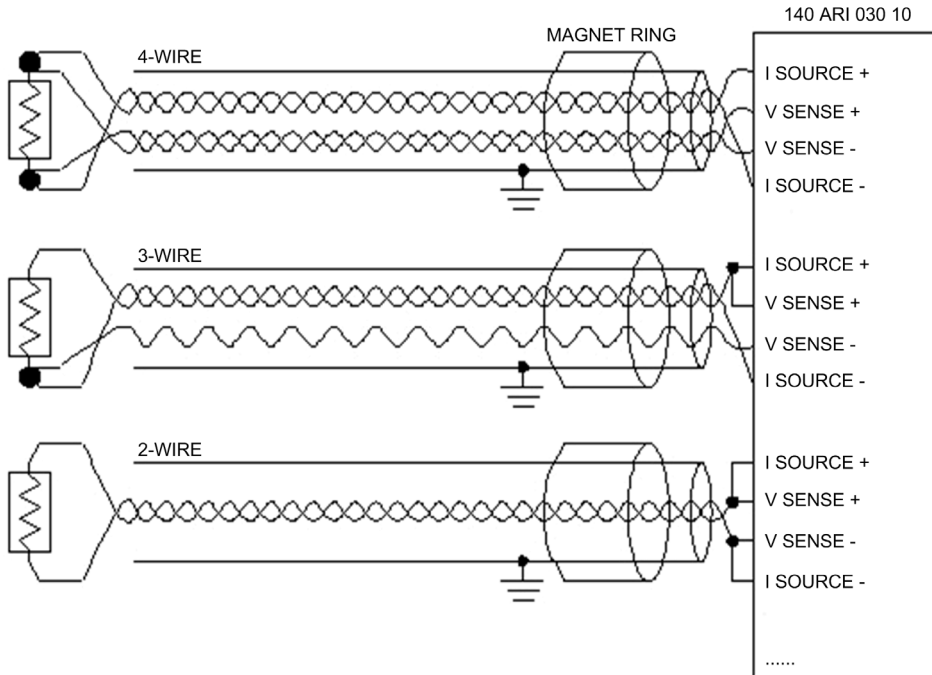 140 ARI 030 10
MAGNET RING
4-WIRE
I SOURCE +
V SENSE +
V SENSE -
I SOURCE -
3-WIRE
I SOURCE +
V SENSE +
V SENSE -
I SOURCE -
2-WIRE
I SOURCE +
V SENSE +
V SENSE -
I SOURCE -
......